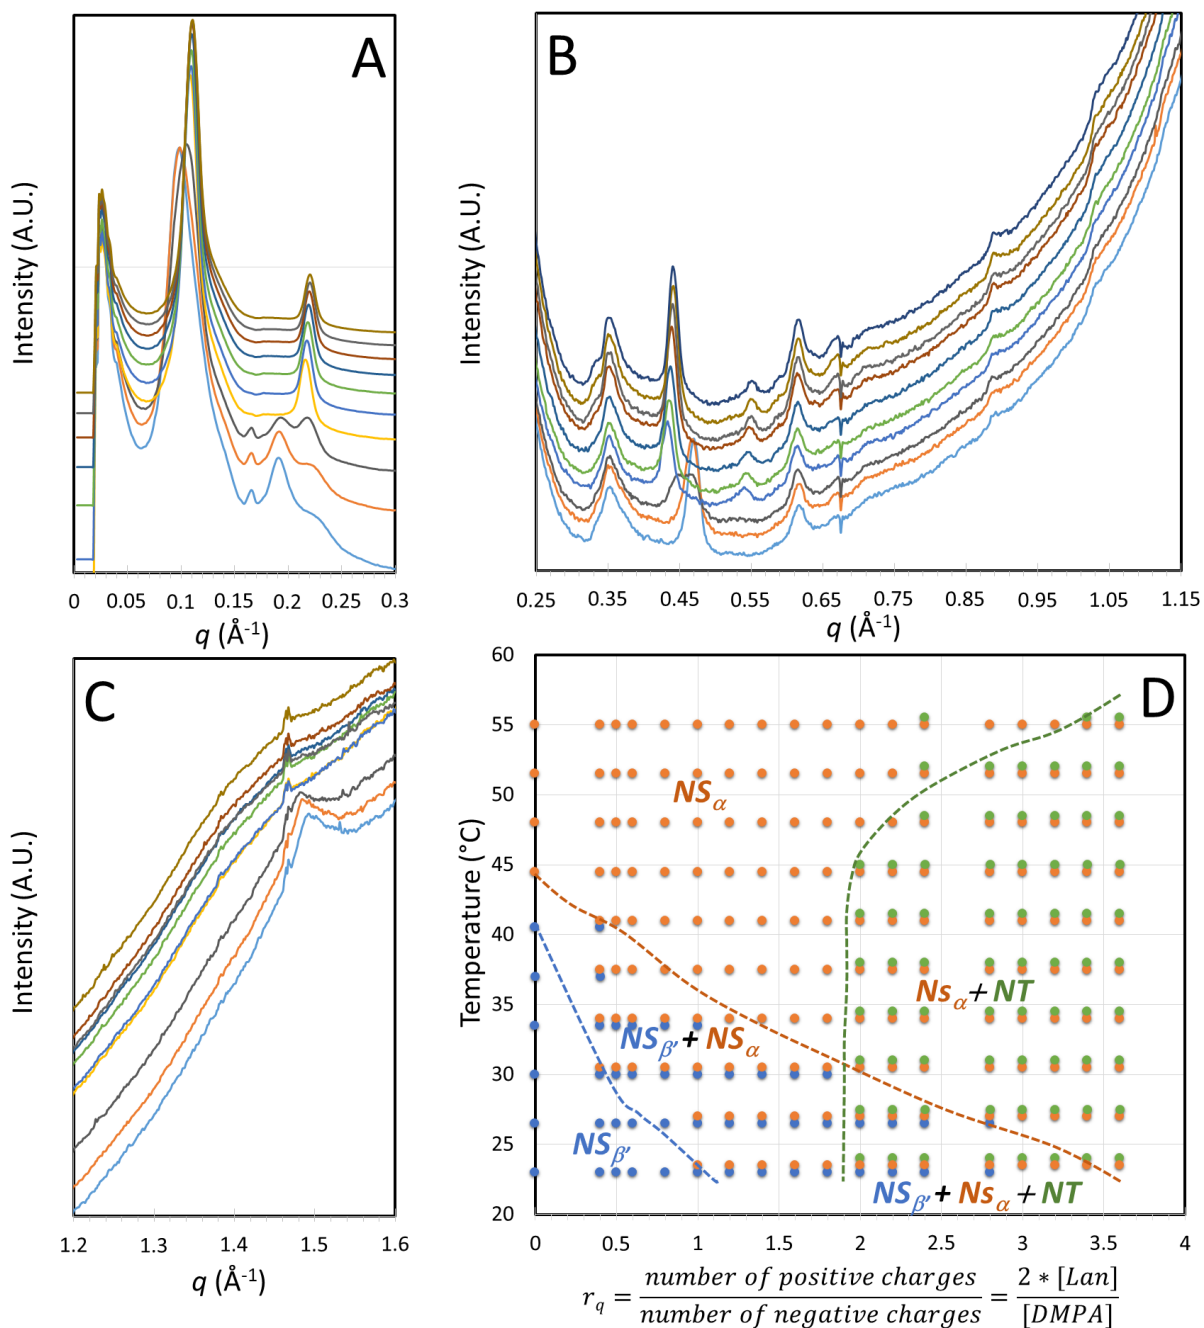 A
Intensity (A.U.)
0 0.05 0.1 0.15 0.2 0.25 0.3
q (Å-1)
B
Intensity (A.U.)
0.25 0.35 0.45 0.55 0.65 0.75 0.85 0.95 1.05 1.15
q (Å-1)
C
Intensity (A.U.)
1.2 1.3 1.4 1.5 1.6
q (Å-1)
D
Temperature (°C)
60
55
50
45
40
35
30
25
20
NSα
Nsα + NT
NSβ' + NSα
NSβ'
NSβ' + Nsα + NT
0 0.5 1 1.5 2 2.5 3 3.5 4
rq = number of positive charges / number of negative charges = 2 * [Lan] / [DMPA]